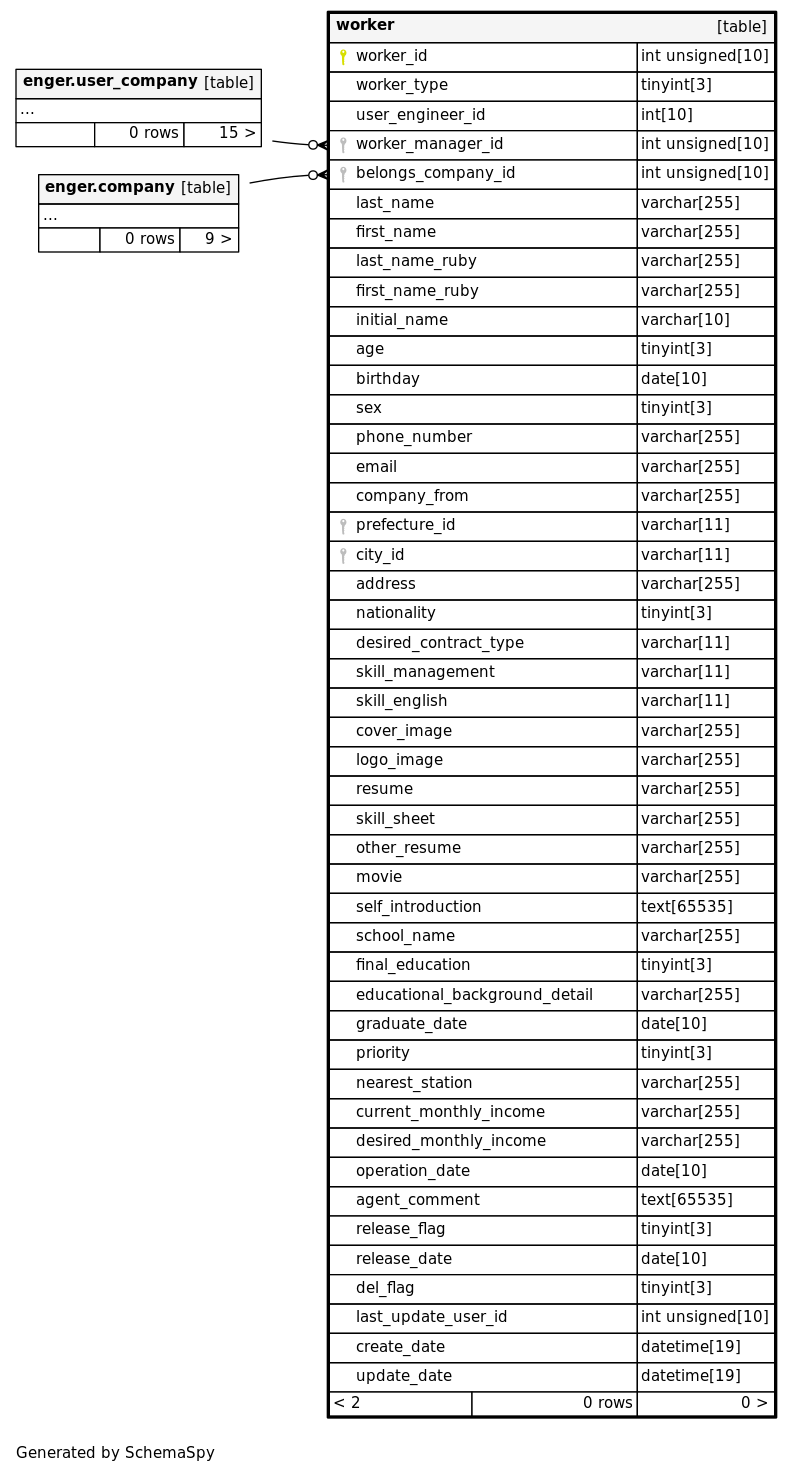 enger.user_company [table]
...
0 rows 15 >
enger.company [table]
...
0 rows 9 >
worker [table]
worker_id int unsigned[10]
worker_type tinyint[3]
user_engineer_id int[10]
worker_manager_id int unsigned[10]
belongs_company_id int unsigned[10]
last_name varchar[255]
first_name varchar[255]
last_name_ruby varchar[255]
first_name_ruby varchar[255]
initial_name varchar[10]
age tinyint[3]
birthday date[10]
sex tinyint[3]
phone_number varchar[255]
email varchar[255]
company_from varchar[255]
prefecture_id varchar[11]
city_id varchar[11]
address varchar[255]
nationality tinyint[3]
desired_contract_type varchar[11]
skill_management varchar[11]
skill_english varchar[11]
cover_image varchar[255]
logo_image varchar[255]
resume varchar[255]
skill_sheet varchar[255]
other_resume varchar[255]
movie varchar[255]
self_introduction text[65535]
school_name varchar[255]
final_education tinyint[3]
educational_background_detail varchar[255]
graduate_date date[10]
priority tinyint[3]
nearest_station varchar[255]
current_monthly_income varchar[255]
desired_monthly_income varchar[255]
operation_date date[10]
agent_comment text[65535]
release_flag tinyint[3]
release_date date[10]
del_flag tinyint[3]
last_update_user_id int unsigned[10]
create_date datetime[19]
update_date datetime[19]
< 2 0 rows 0 >
Generated by SchemaSpy